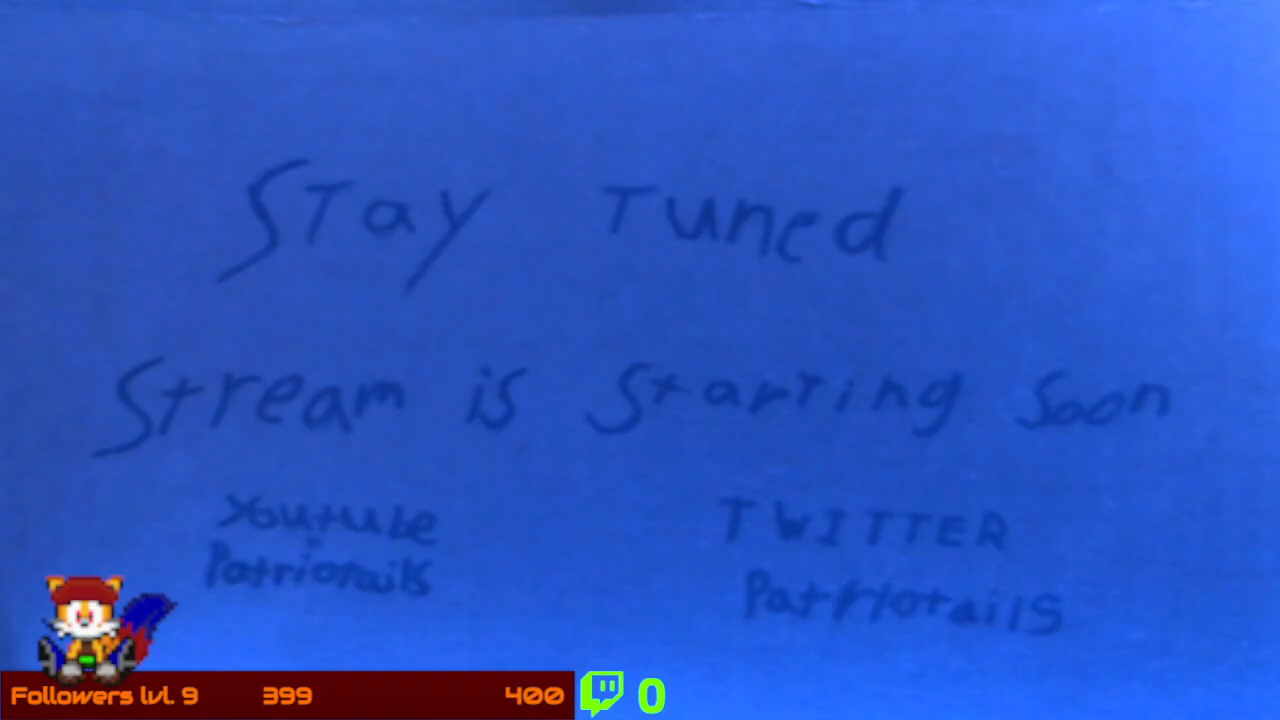 Stay Tuned
Stream is Starting Soon
Youtube
Patriotails
TWITTER
Patriotails
Followers lvl. 9 399 400 0